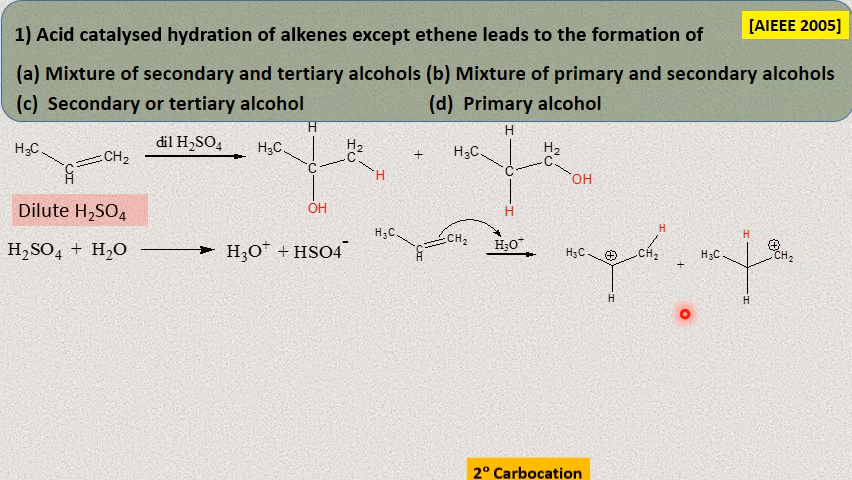 1) Acid catalysed hydration of alkenes except ethene leads to the formation of
[AIEEE 2005]
(a) Mixture of secondary and tertiary alcohols (b) Mixture of primary and secondary alcohols
(c) Secondary or tertiary alcohol (d) Primary alcohol
H₃C C H CH₂ dil H₂SO₄ H₃C H C OH H₂ C H + H₃C H C H H₂ C OH
Dilute H₂SO₄
H₂SO₄ + H₂O H₃O⁺ + HSO4⁻
H₃C C H CH₂ H₃O⁺ H₃C ⊕ H CH₂ H + H₃C H H ⊕ CH₂
2° Carbocation